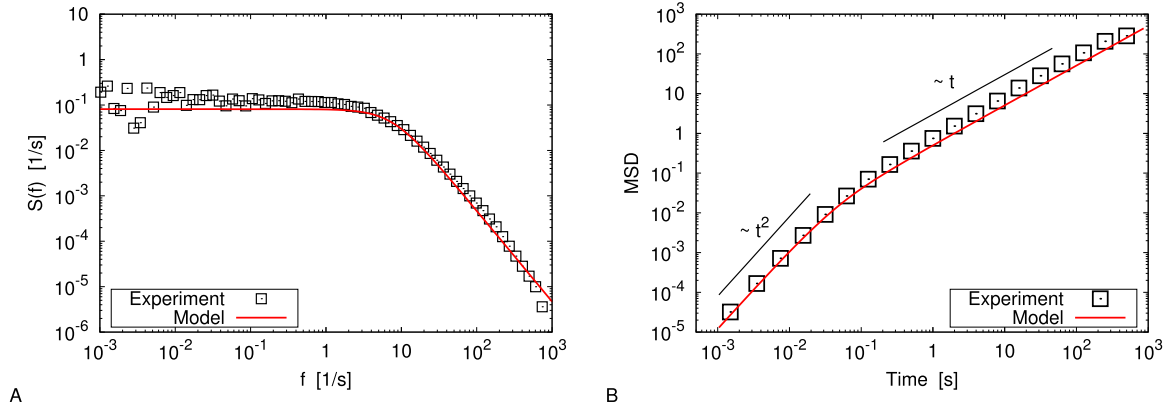 10
1
10^-1
10^-2
10^-3
10^-4
10^-5
10^-6
S(f) [1/s]
Experiment
Model
10^-3 10^-2 10^-1 1 10 10^2 10^3
f [1/s]
A
10^3
10^2
10
1
10^-1
10^-2
10^-3
10^-4
10^-5
MSD
~ t
~ t^2
Experiment
Model
10^-3 10^-2 10^-1 1 10 10^2 10^3
Time [s]
B